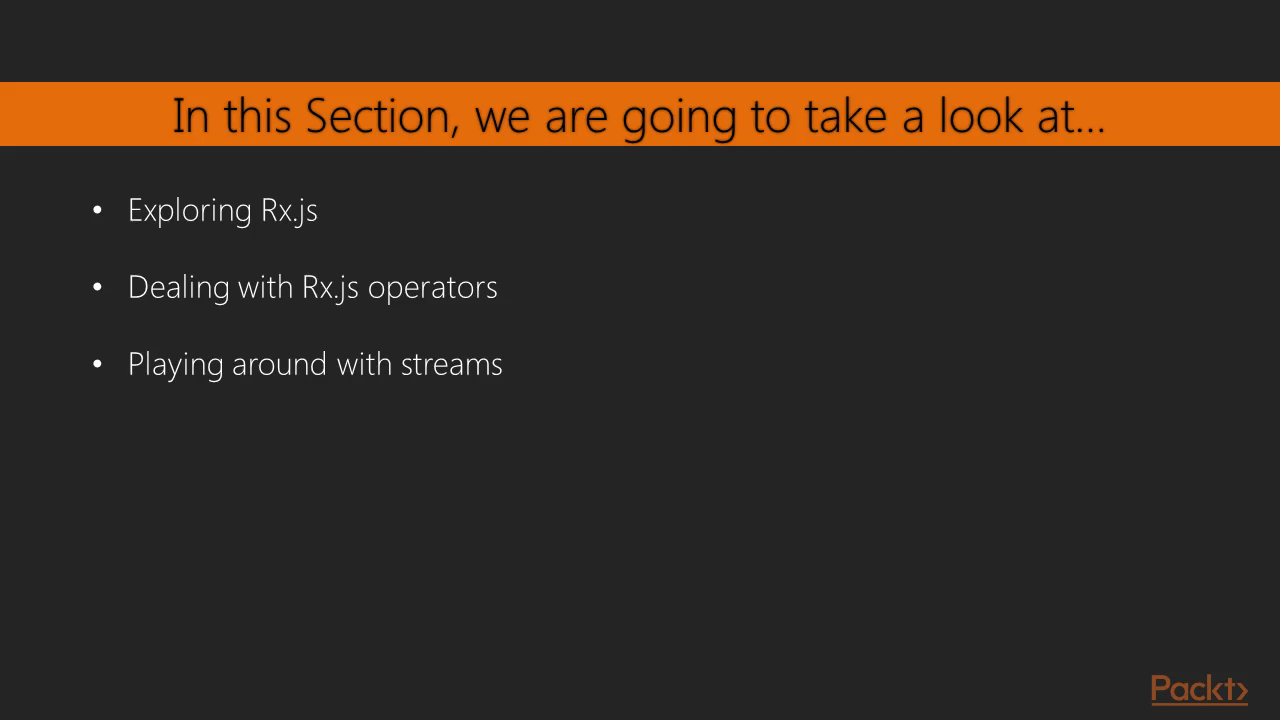 In this Section, we are going to take a look at...
• Exploring Rx.js
• Dealing with Rx.js operators
• Playing around with streams
Packt>